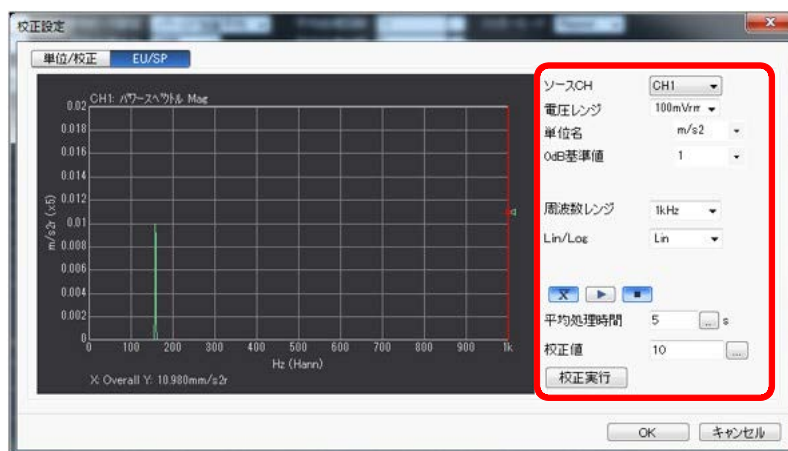 校正設定
単位/校正 EU/SP
CH1: パワースペクトル Mag
0.02
0.018
0.016
0.014
0.012
0.01
0.008
0.006
0.004
0.002
0
m/s2r (x5)
0 100 200 300 400 500 600 700 800 900 1k
Hz (Hann)
X: Overall Y: 10.980mm/s2r
ソースCH CH1
電圧レンジ 100mVrr
単位名 m/s2
0dB基準値 1
周波数レンジ 1kHz
Lin/Log Lin
X
平均処理時間 5 ... s
校正値 10 ...
校正実行
OK キャンセル